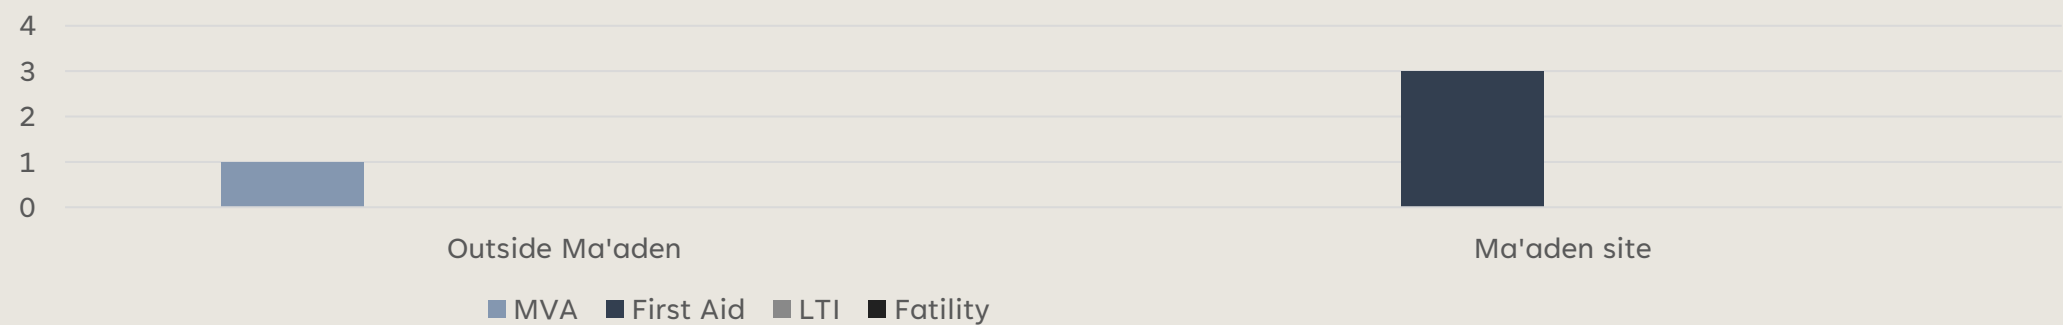 4
3
2
1
0
Outside Ma'aden
Ma'aden site
MVA
First Aid
LTI
Fatility